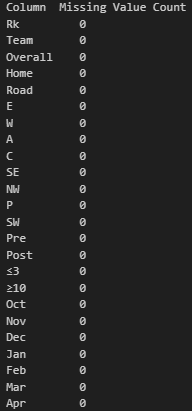 Column Missing Value Count
Rk 0
Team 0
Overall 0
Home 0
Road 0
E 0
W 0
A 0
C 0
SE 0
NW 0
P 0
SW 0
Pre 0
Post 0
≤3 0
≥10 0
Oct 0
Nov 0
Dec 0
Jan 0
Feb 0
Mar 0
Apr 0